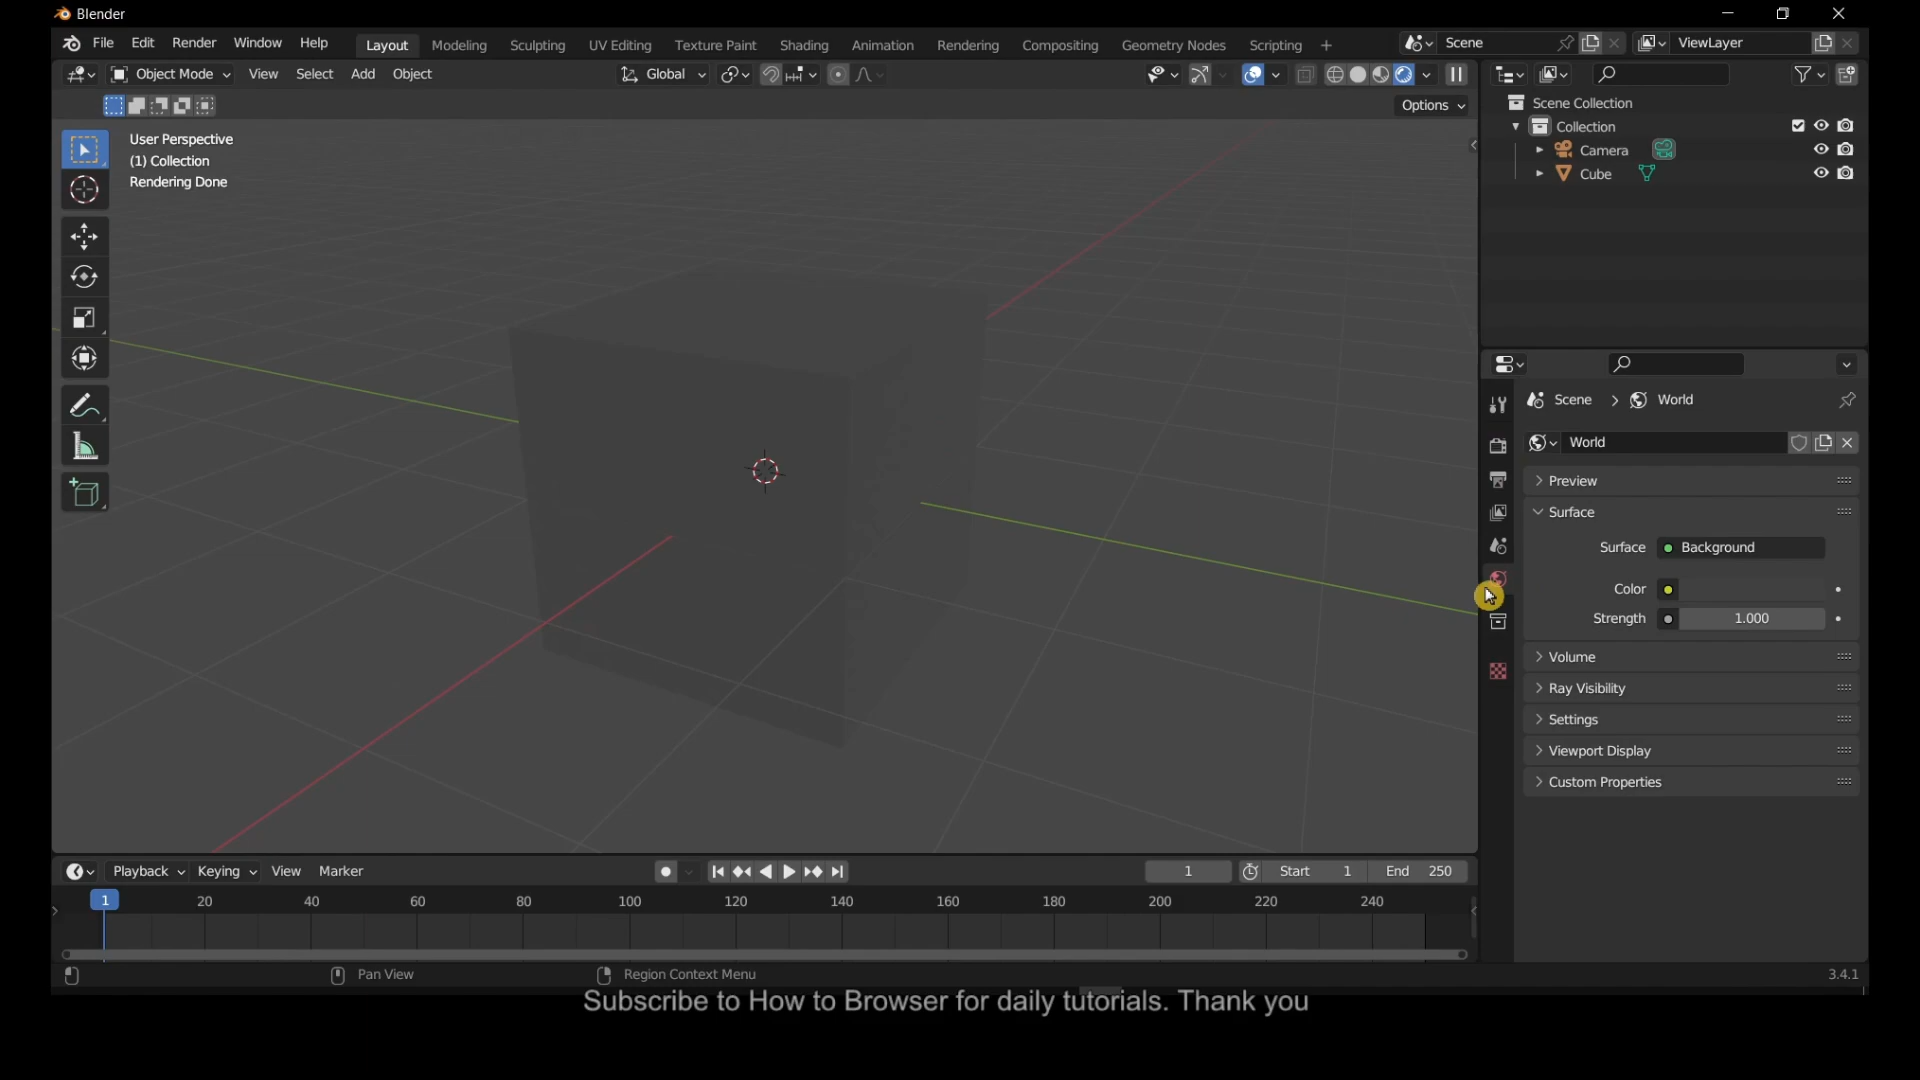 Blender
File Edit Render Window Help Layout Modeling Sculpting UV Editing Texture Paint Shading Animation Rendering Compositing Geometry Nodes Scripting + Scene ViewLayer
Object Mode View Select Add Object Global
Options
User Perspective
(1) Collection
Rendering Done
Scene Collection
Collection
Camera
Cube
Scene > World
World
Preview
Surface
Surface Background
Color
Strength 1.000
Volume
Ray Visibility
Settings
Viewport Display
Custom Properties
Playback Keying View Marker 1 Start 1 End 250
1 20 40 60 80 100 120 140 160 180 200 220 240
Pan View Region Context Menu 3.4.1
Subscribe to How to Browser for daily tutorials. Thank you